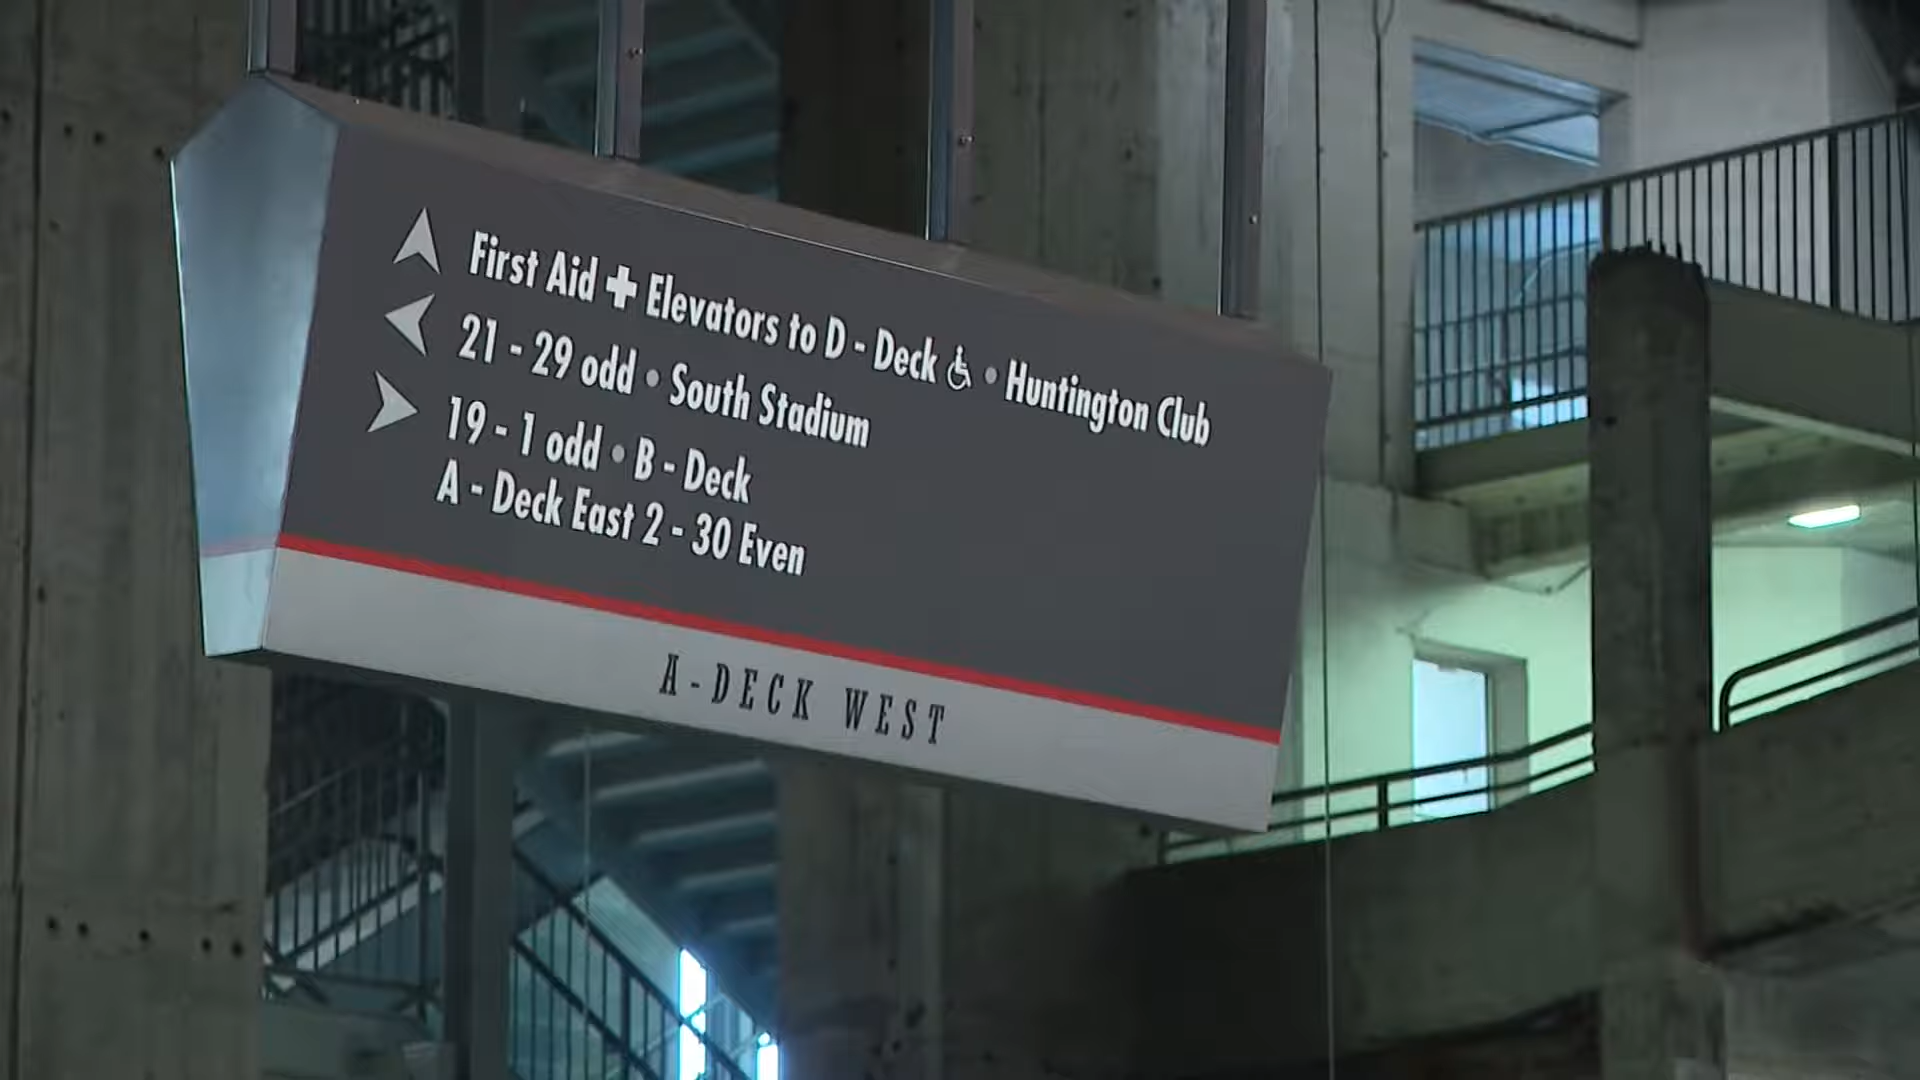 First Aid ✚ Elevators to D - Deck ♿ • Huntington Club
21 - 29 odd • South Stadium
19 - 1 odd • B - Deck
A - Deck East 2 - 30 Even
A-DECK WEST